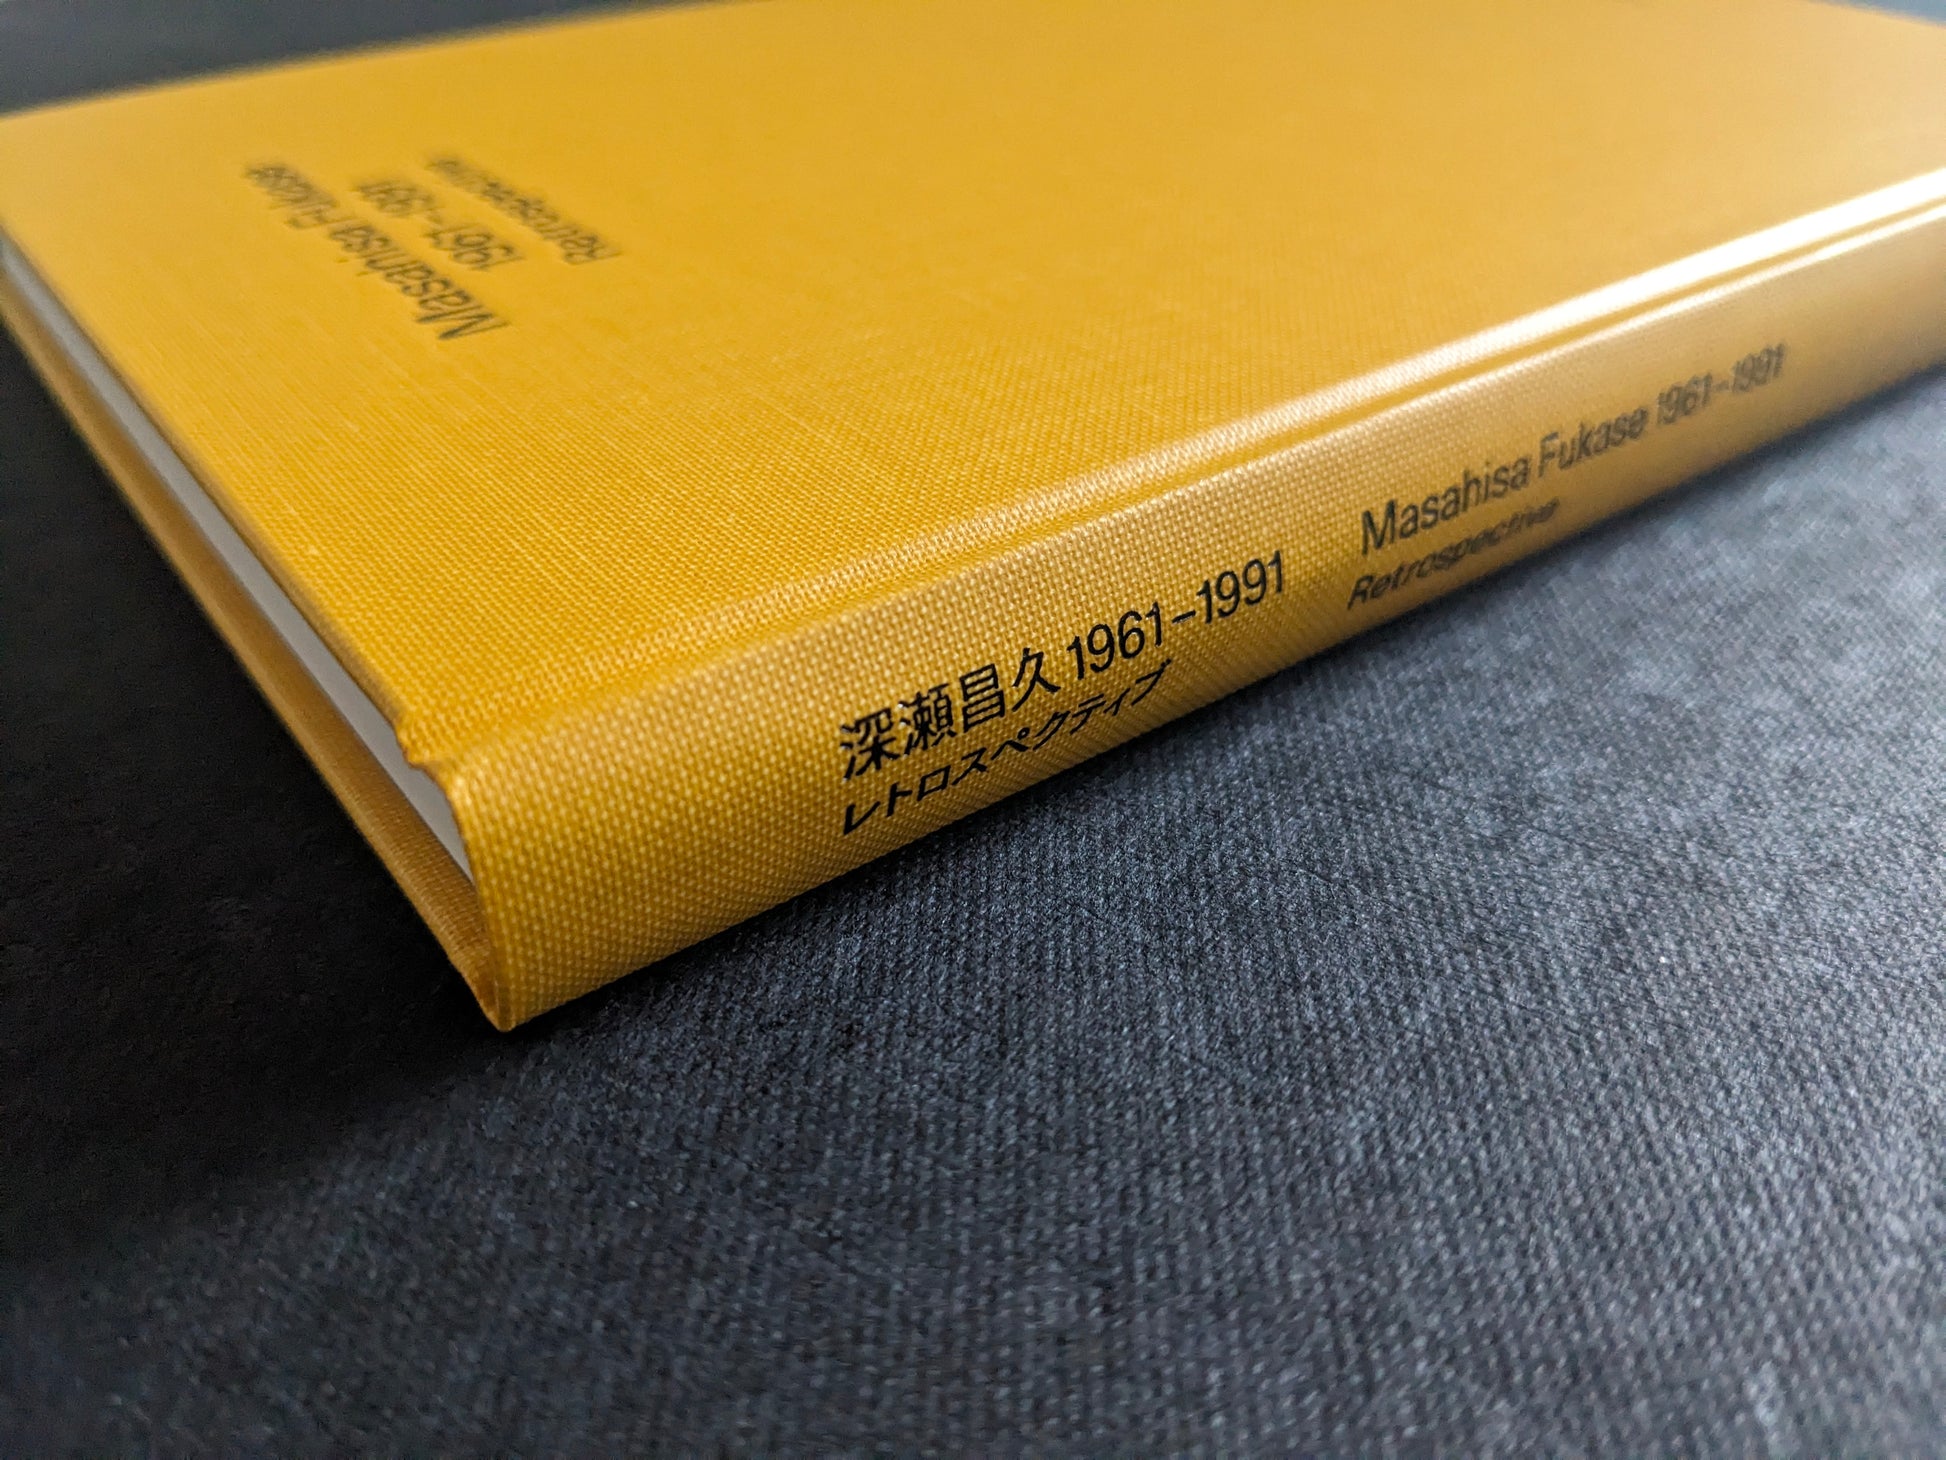 深瀬昌久 1961–1991
レトロスペクティブ
Masahisa Fukase 1961–1991
Retrospective
Masahisa Fukase
1961–1991
Retrospective